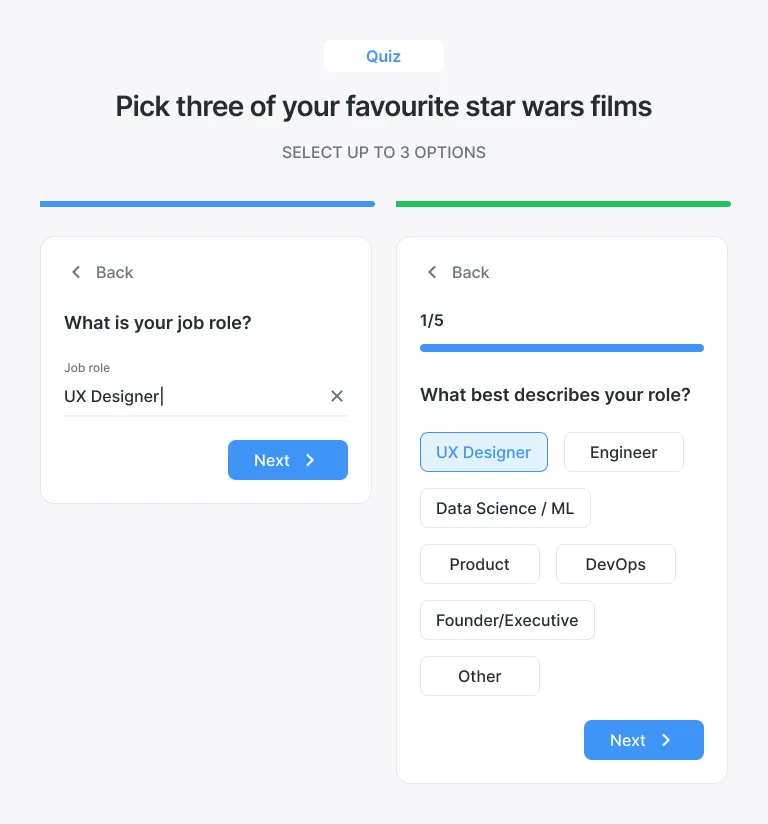 Quiz
Pick three of your favourite star wars films
SELECT UP TO 3 OPTIONS
Back
What is your job role?
Job role
UX Designer
Next
Back
1/5
What best describes your role?
UX Designer
Engineer
Data Science / ML
Product
DevOps
Founder/Executive
Other
Next